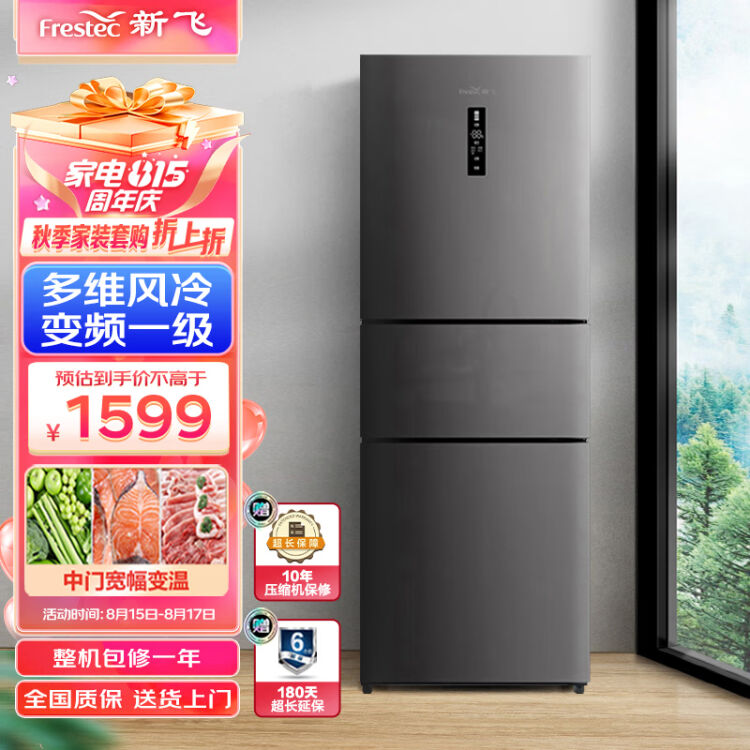 Frestec 新飞
Frestec 新飞
家电815
周年庆
秋季家装套购 折上折
多维风冷
变频一级
预估到手价不高于
¥1599
中门宽幅变温
活动时间: 8月15日-8月17日
整机包修一年
全国质保 送货上门
赠
超长保障
10年
压缩机保修
赠
6
180天
超长延保